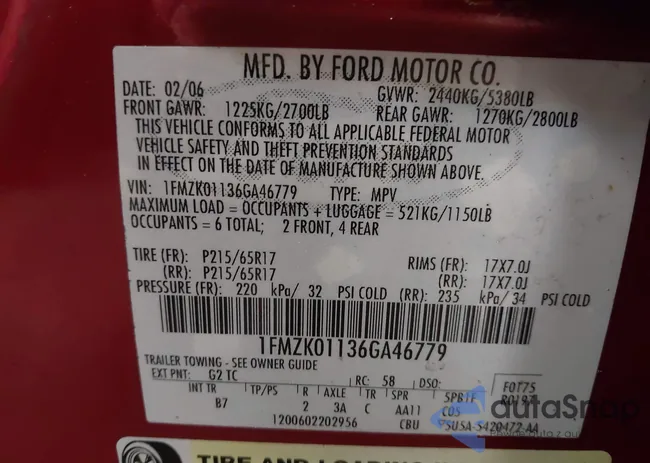 MFD. BY FORD MOTOR CO.
DATE: 02/06 GVWR: 2440KG/5380LB
FRONT GAWR: 1225KG/2700LB REAR GAWR: 1270KG/2800LB
THIS VEHICLE CONFORMS TO ALL APPLICABLE FEDERAL MOTOR
VEHICLE SAFETY AND THEFT PREVENTION STANDARDS
IN EFFECT ON THE DATE OF MANUFACTURE SHOWN ABOVE.
VIN: 1FMZK01136GA46779 TYPE: MPV
MAXIMUM LOAD = OCCUPANTS + LUGGAGE = 521KG/1150LB
OCCUPANTS = 6 TOTAL; 2 FRONT, 4 REAR
TIRE (FR): P215/65R17 RIMS (FR): 17X7.0J
(RR): P215/65R17 (RR): 17X7.0J
PRESSURE (FR): 220 kPa/ 32 PSI COLD (RR): 235 kPa/ 34 PSI COLD
1FMZK01136GA46779
TRAILER TOWING - SEE OWNER GUIDE
EXT PNT: G2 TC RC: 58 DSO: F0T75
INT TR TP/PS R AXLE TR SPR
B7 2 3A C AA11
1200602202956 CBU
autaSnap
TIRE AND LOADING